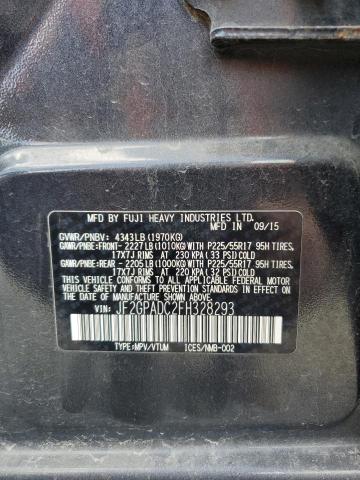 MFD. BY FUJI HEAVY INDUSTRIES LTD.
MFD IN 09/15
GVWR/PNBV: 4343LB (1970KG)
GAWR/PNBE:FRONT- 2227LB (1010KG) WITH P225/55R17 95H TIRES,
17X7J RIMS AT 230 KPA (33 PSI) COLD
GAWR/PNBE:REAR - 2205LB (1000KG) WITH P225/55R17 95H TIRES,
17X7J RIMS AT 220 KPA (32 PSI) COLD
THIS VEHICLE CONFORMS TO ALL APPLICABLE
FEDERAL MOTOR VEHICLE SAFETY STANDARDS
IN EFFECT ON THE DATE OF MANUFACTURE
SHOWN ABOVE.
VIN: JF2GPADC2FH328293
TYPE:MPV/VTUM ICES/NMB-002